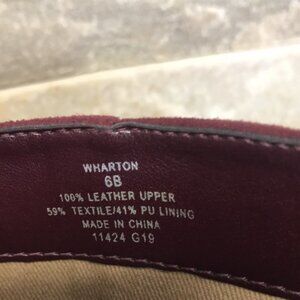 WHARTON
6B
100% LEATHER UPPER
59% TEXTILE/41% PU LINING
MADE IN CHINA
11424 G19